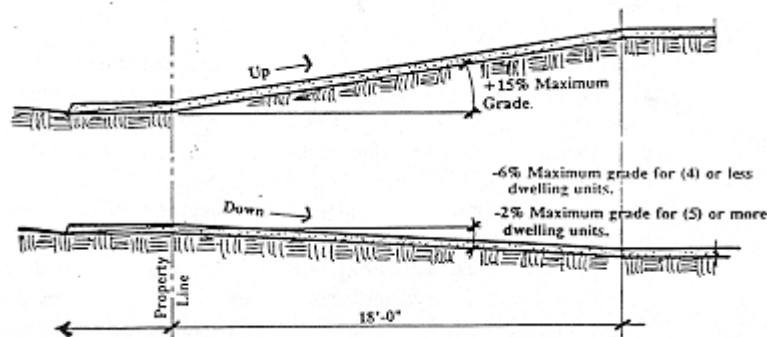 Up
+15% Maximum
Grade.
-6% Maximum grade for (4) or less
dwelling units.
Down
-2% Maximum grade for (5) or more
dwelling units.
Property
Line
18'-0"